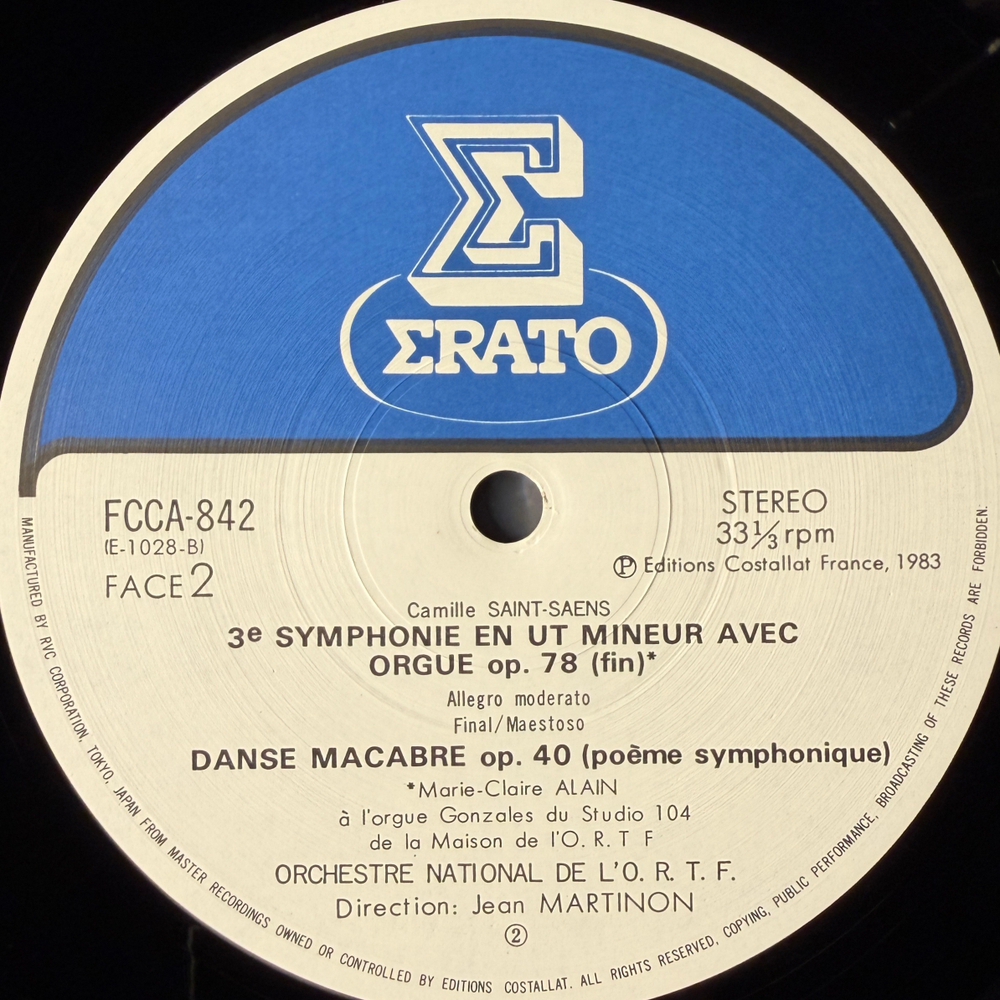 Σ
ΣRATO
FCCA-842
(E-1028-B)
FACE 2
STEREO
33 1/3 rpm
Ⓟ Editions Costallat France, 1983
Camille SAINT-SAENS
3e SYMPHONIE EN UT MINEUR AVEC
ORGUE op. 78 (fin)*
Allegro moderato
Final/Maestoso
DANSE MACABRE op. 40 (poème symphonique)
*Marie-Claire ALAIN
à l'orgue Gonzales du Studio 104
de la Maison de l'O. R. T F
ORCHESTRE NATIONAL DE L'O. R. T. F.
Direction: Jean MARTINON
②
MANUFACTURED BY RVC CORPORATION, TOKYO, JAPAN FROM MASTER RECORDINGS OWNED OR CONTROLLED BY EDITIONS COSTALLAT. ALL RIGHTS RESERVED, COPYING, PUBLIC PERFORMANCE, BROADCASTING OF THESE RECORDS ARE FORBIDDEN.